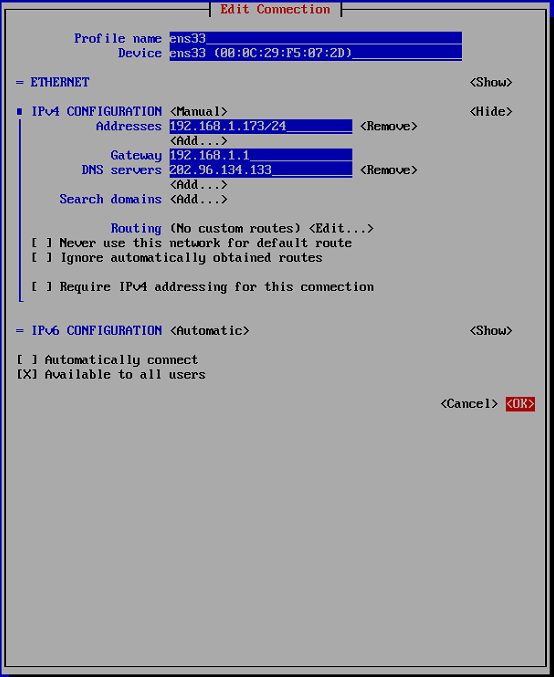 Edit Connection
Profile name ens33
Device ens33 (00:0C:29:F5:07:2D)
= ETHERNET <Show>
IPv4 CONFIGURATION <Manual> <Hide>
Addresses 192.168.1.173/24 <Remove>
<Add...>
Gateway 192.168.1.1
DNS servers 202.96.134.133 <Remove>
<Add...>
Search domains <Add...>
Routing (No custom routes) <Edit...>
[ ] Never use this network for default route
[ ] Ignore automatically obtained routes
[ ] Require IPv4 addressing for this connection
= IPv6 CONFIGURATION <Automatic> <Show>
[ ] Automatically connect
[X] Available to all users
<Cancel> <OK>